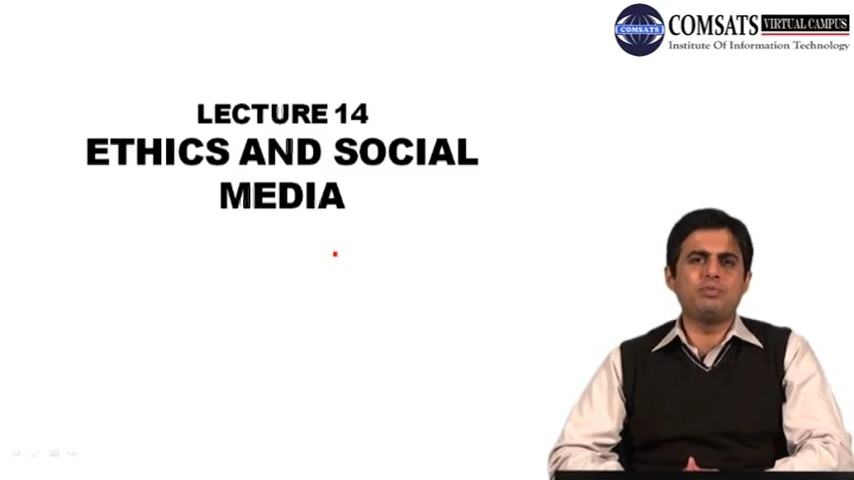 COMSATS VIRTUAL CAMPUS
COMSATS
Institute Of Information Technology
LECTURE 14
ETHICS AND SOCIAL
MEDIA